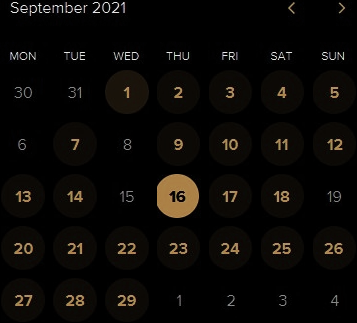 September 2021
MON TUE WED THU FRI SAT SUN
30 31 1 2 3 4 5
6 7 8 9 10 11 12
13 14 15 16 17 18 19
20 21 22 23 24 25 26
27 28 29 1 2 3 4